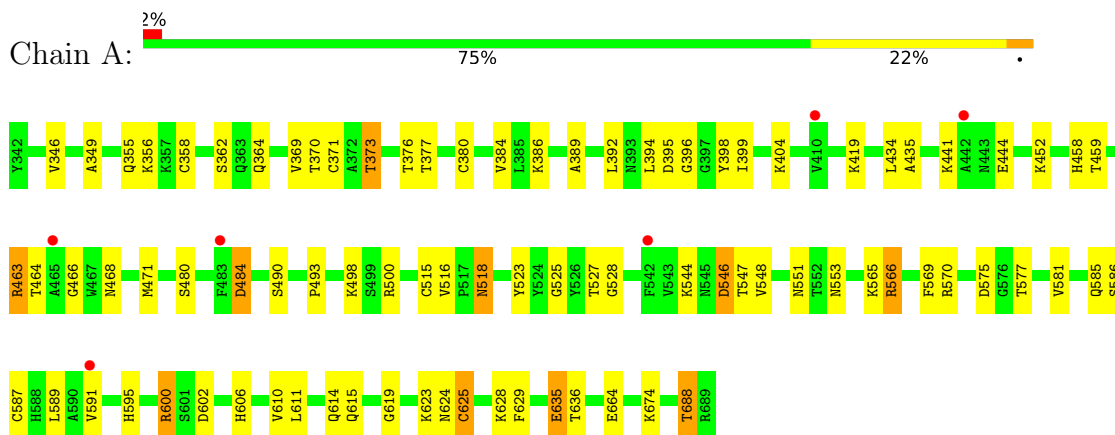 2%
Chain A:
75% 22% •
Y342 V346 A349 Q355 K356 K357 C358 S362 Q363 Q364 V369 T370 C371 A372 T373 T376 T377 C380 V384 L385 K386 A389 L392 N393 L394 D395 G396 G397 Y398 I399 K404 V410 K419 L434 A435 K441 A442 N443 E444 K452 H458 T459
R463 T464 A465 G466 W467 N468 M471 S480 F483 D484 S490 P493 K498 S499 R500 C515 V516 P517 N518 Y523 Y524 G525 Y526 T527 G528 F542 V543 K544 N545 D546 T547 V548 N551 T552 N553 K565 R566 F569 R570 D575 G576 T577 V581 Q585 S586
C587 H588 L589 A590 V591 H595 R600 S601 D602 H606 V610 L611 Q614 Q615 G619 K623 N624 C625 K628 F629 E635 T636 E664 K674 T688 R689